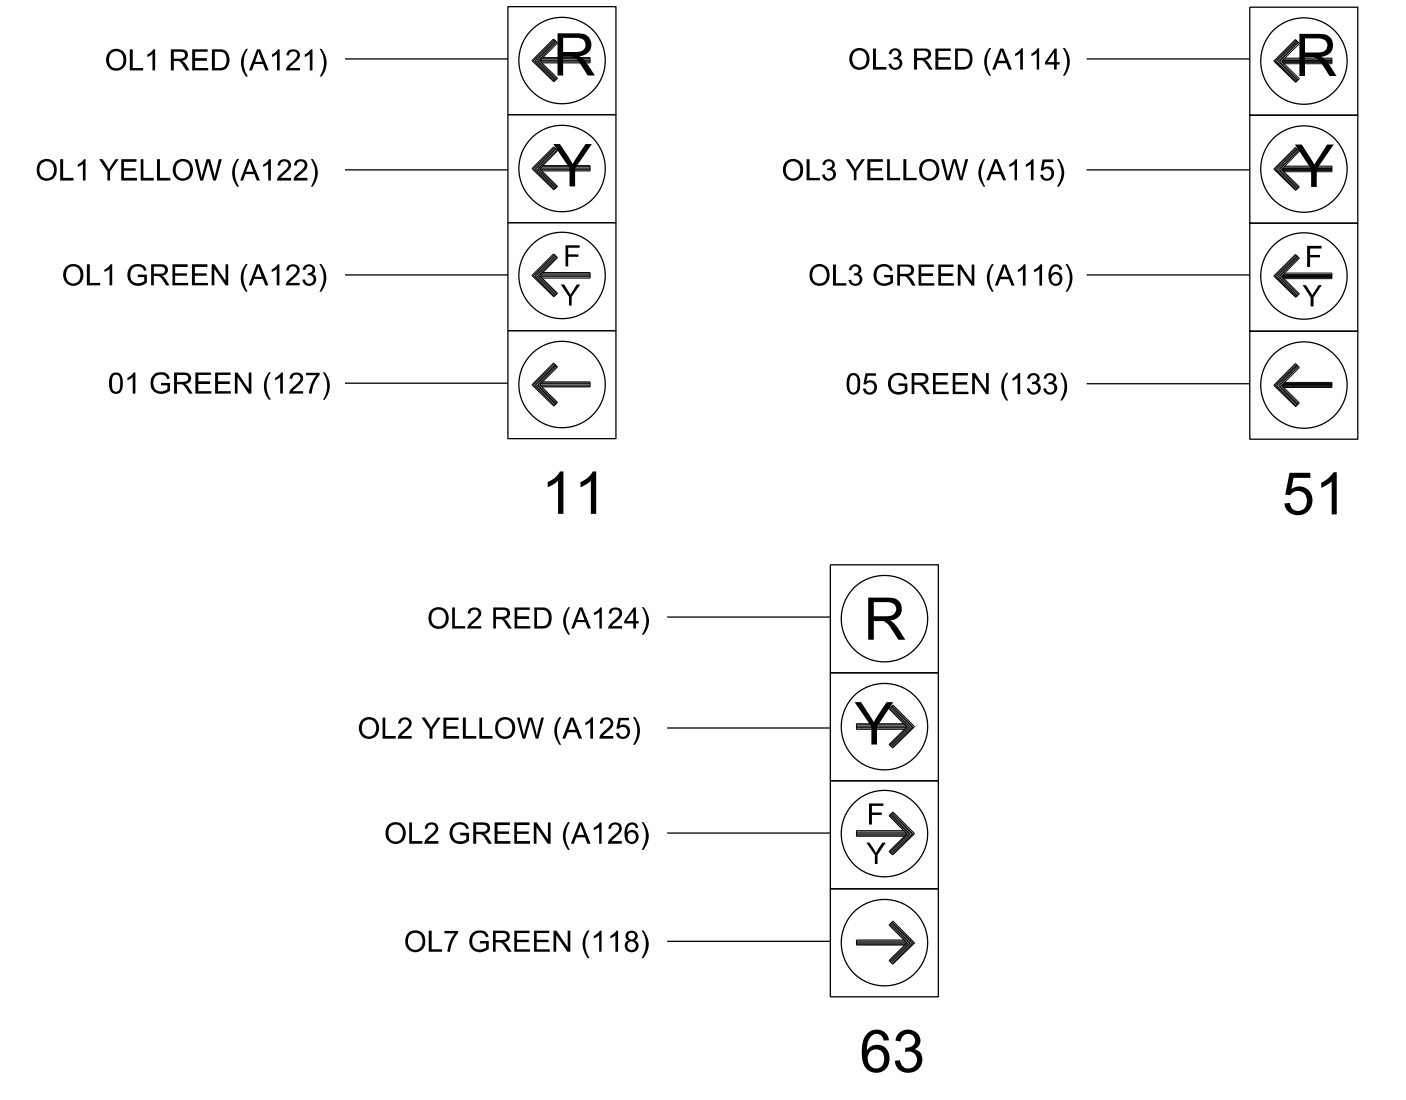 OL1 RED (A121)
R
OL1 YELLOW (A122)
Y
OL1 GREEN (A123)
F
Y
01 GREEN (127)
11
OL3 RED (A114)
R
OL3 YELLOW (A115)
Y
OL3 GREEN (A116)
F
Y
05 GREEN (133)
51
OL2 RED (A124)
R
OL2 YELLOW (A125)
Y
OL2 GREEN (A126)
F
Y
OL7 GREEN (118)
63